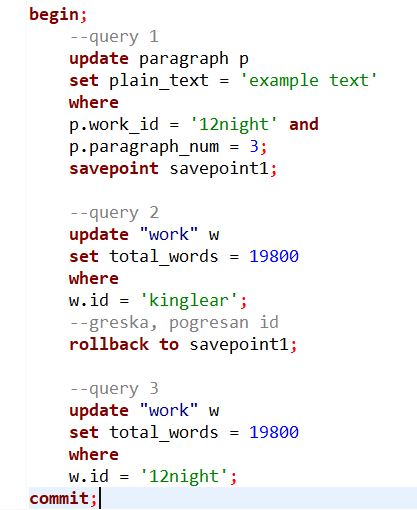 begin;
--query 1
update paragraph p
set plain_text = 'example text'
where
p.work_id = '12night' and
p.paragraph_num = 3;
savepoint savepoint1;
--query 2
update "work" w
set total_words = 19800
where
w.id = 'kinglear';
--greska, pogresan id
rollback to savepoint1;
--query 3
update "work" w
set total_words = 19800
where
w.id = '12night';
commit;